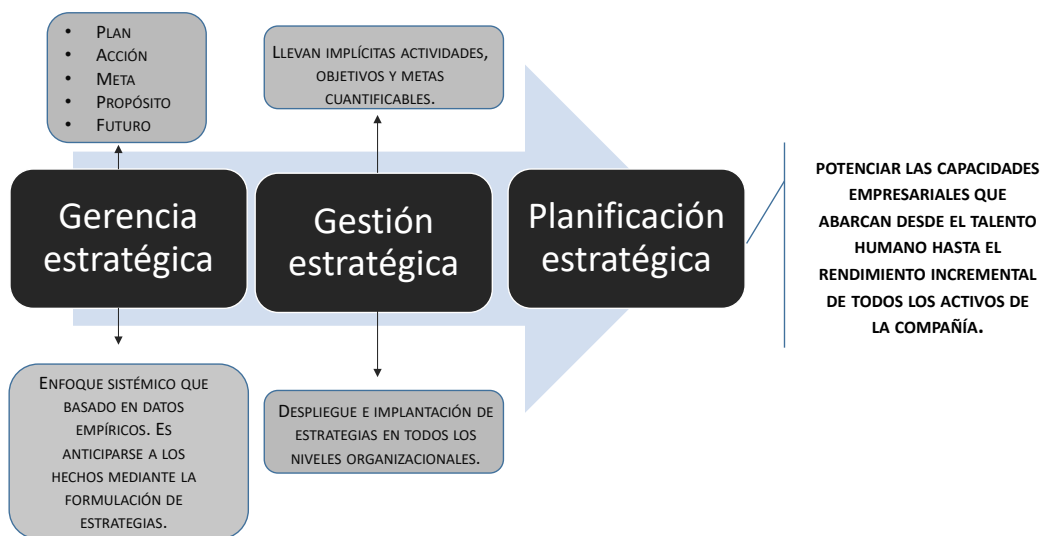 • Plan
• Acción
• Meta
• Propósito
• Futuro
Llevan implícitas actividades,
objetivos y metas
cuantificables.
Gerencia
estratégica
Gestión
estratégica
Planificación
estratégica
potenciar las capacidades
empresariales que
abarcan desde el talento
humano hasta el
rendimiento incremental
de todos los activos de
la compañía.
Enfoque sistémico que
basado en datos
empíricos. Es
anticiparse a los
hechos mediante la
formulación de
estrategias.
Despliegue e implantación de
estrategias en todos los
niveles organizacionales.